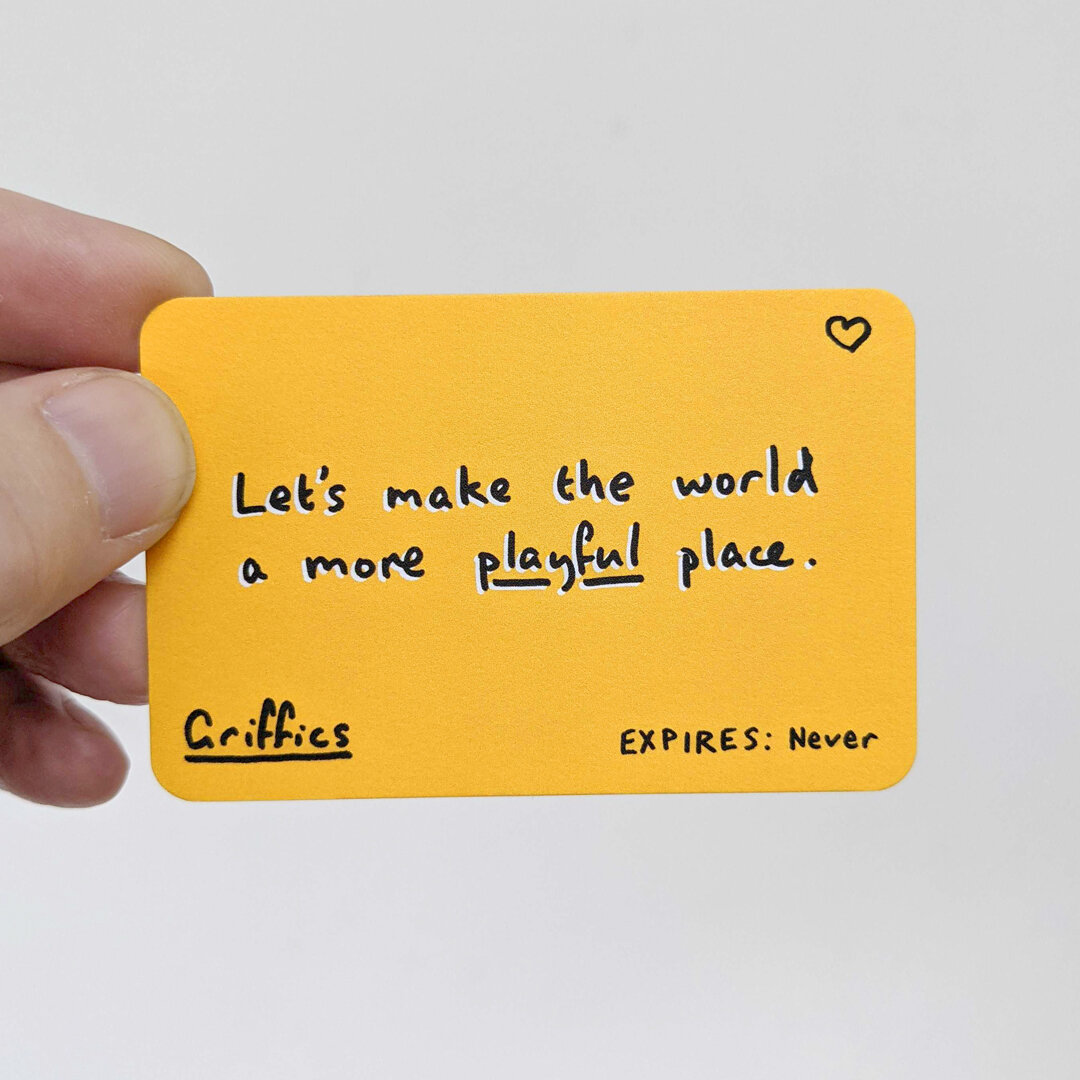 Let's make the world
a more playful place.
Griffics
EXPIRES: Never